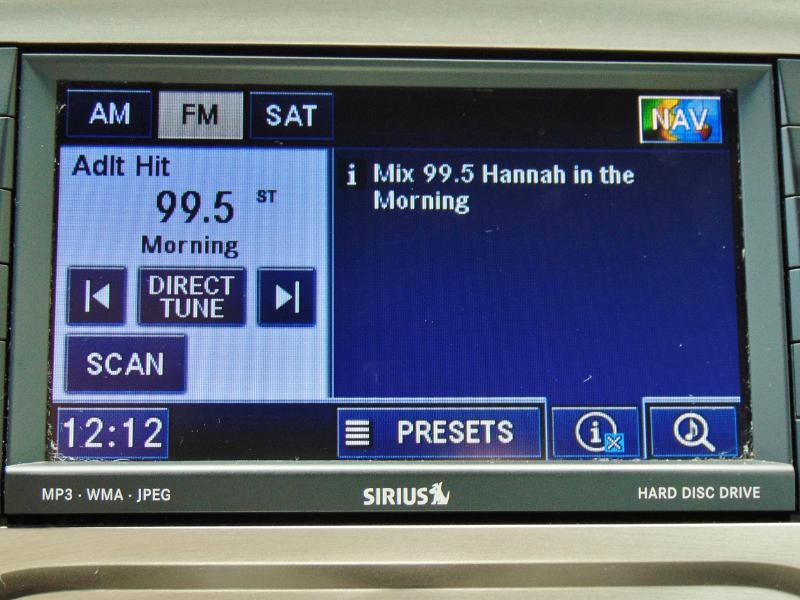 AM FM SAT NAV
Adlt Hit
99.5 ST
Morning
DIRECT
TUNE
SCAN
i Mix 99.5 Hannah in the
Morning
12:12 PRESETS i
MP3 · WMA · JPEG SIRIUS HARD DISC DRIVE